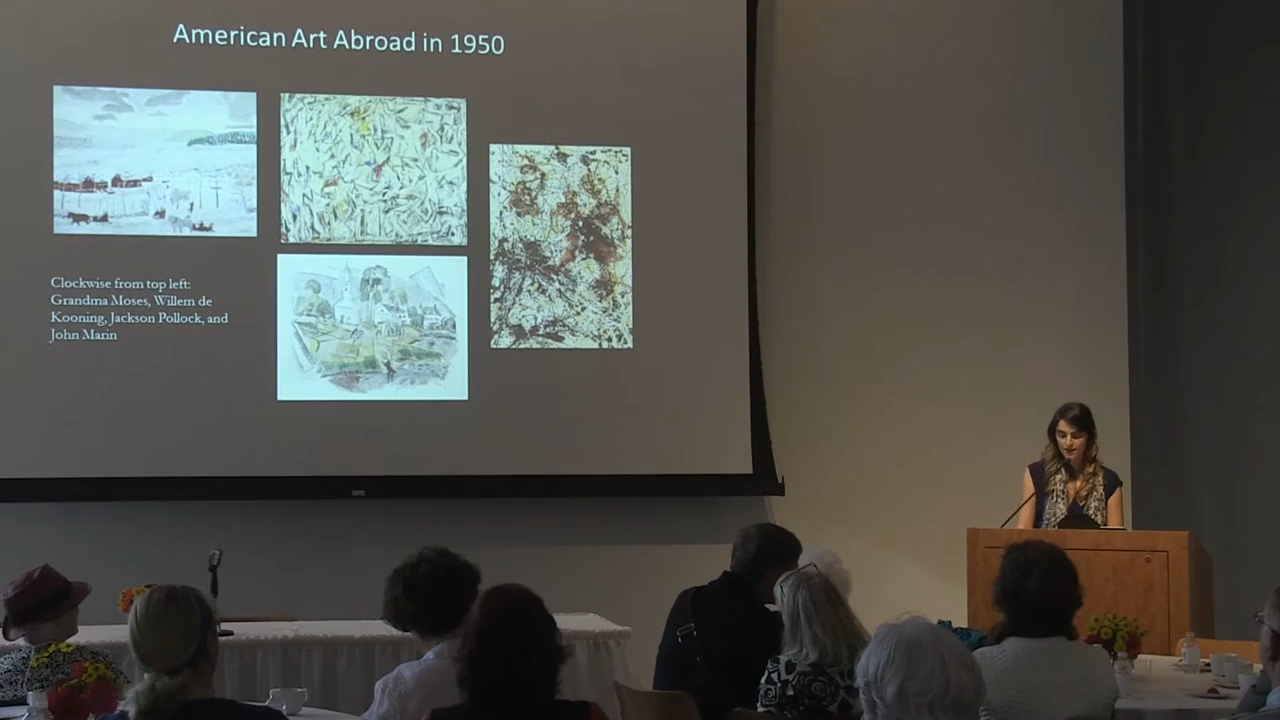 American Art Abroad in 1950
Clockwise from top left:
Grandma Moses, Willem de
Kooning, Jackson Pollock, and
John Marin